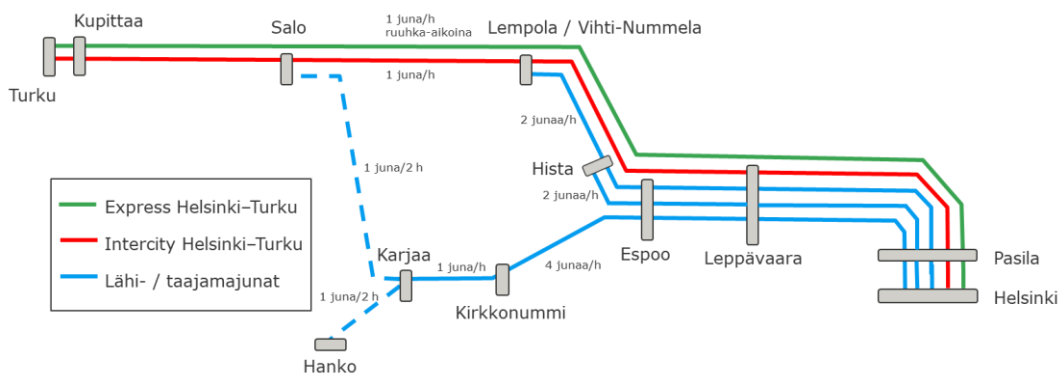 Kupittaa
Salo
1 juna/h
ruuhka-aikoina
Lempola / Vihti-Nummela
Turku
1 juna/h
2 junaa/h
1 juna/2 h
Hista
2 junaa/h
Express Helsinki–Turku
Intercity Helsinki–Turku
Lähi- / taajamajunat
Karjaa
1 juna/h
4 junaa/h
Espoo
Leppävaara
Pasila
1 juna/2 h
Kirkkonummi
Helsinki
Hanko